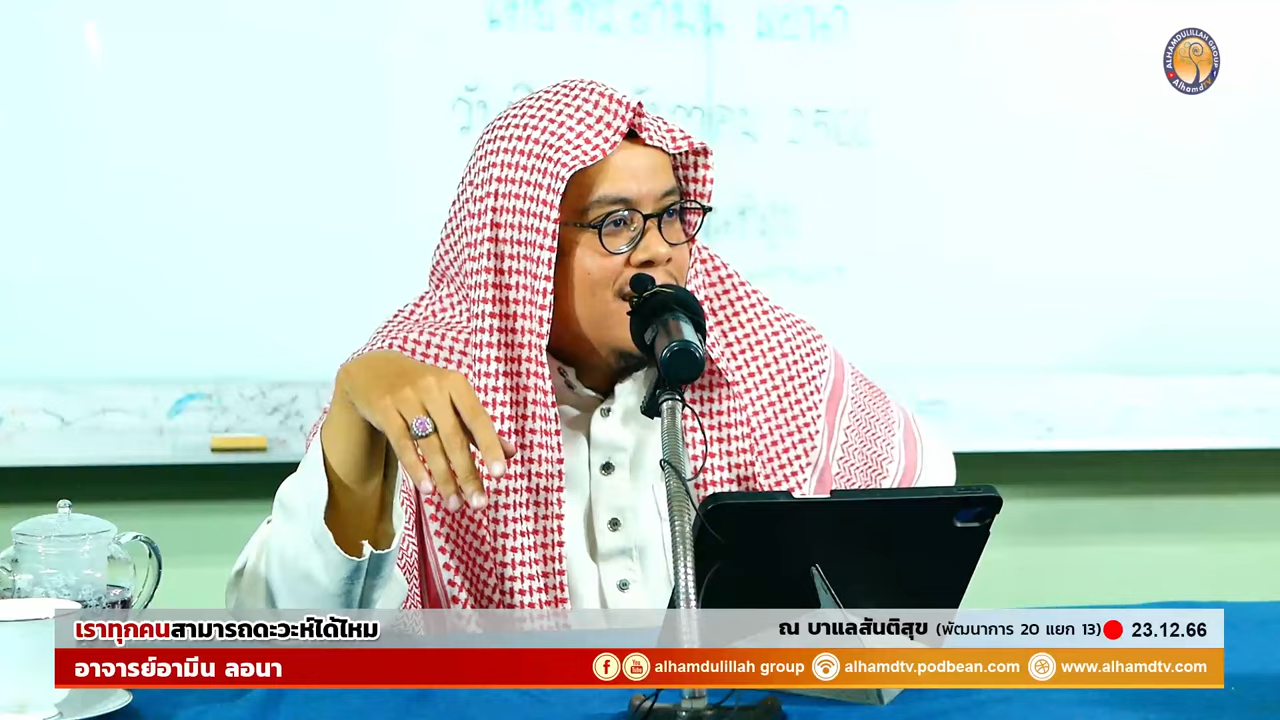 ALHAMDULILLAH GROUP
AlhamdTV
เราทุกคนสามารถดะวะห์ได้ไหม
ณ บาแลสันติสุข (พัฒนาการ 20 แยก 13) 23.12.66
อาจารย์อามีน ลอนา
alhamdulillah group alhamdtv.podbean.com www.alhamdtv.com